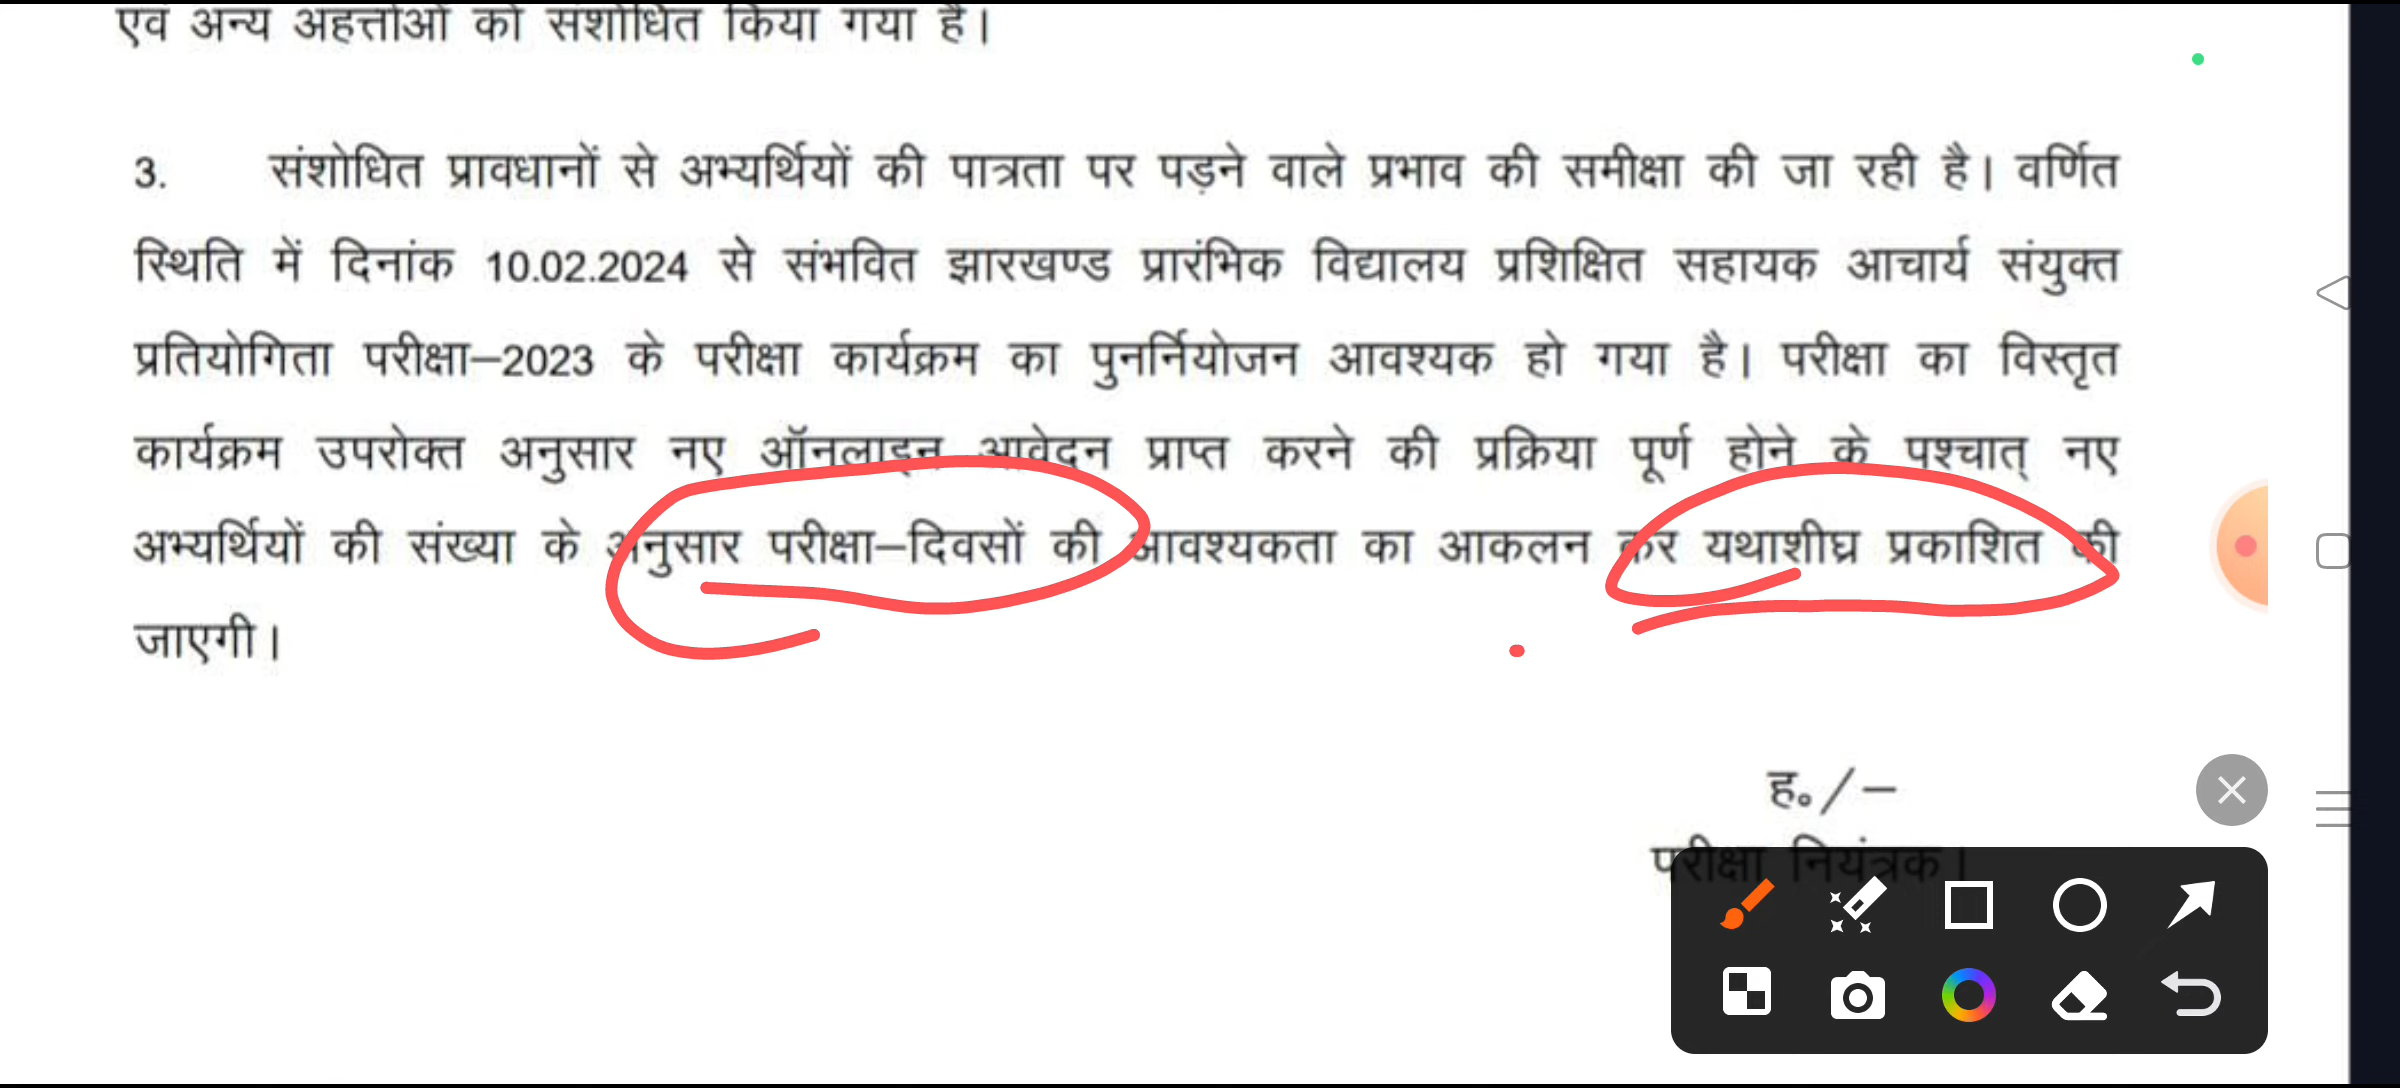 एवं अन्य अहर्त्ताओं को संशोधित किया गया है।
3. संशोधित प्रावधानों से अभ्यर्थियों की पात्रता पर पड़ने वाले प्रभाव की समीक्षा की जा रही है। वर्णित
स्थिति में दिनांक 10.02.2024 से संभवित झारखण्ड प्रारंभिक विद्यालय प्रशिक्षित सहायक आचार्य संयुक्त
प्रतियोगिता परीक्षा–2023 के परीक्षा कार्यक्रम का पुनर्नियोजन आवश्यक हो गया है। परीक्षा का विस्तृत
कार्यक्रम उपरोक्त अनुसार नए ऑनलाइन आवेदन प्राप्त करने की प्रक्रिया पूर्ण होने के पश्चात् नए
अभ्यर्थियों की संख्या के अनुसार परीक्षा–दिवसों की आवश्यकता का आकलन कर यथाशीघ्र प्रकाशित की
जाएगी।
ह०/–
परीक्षा नियंत्रक।